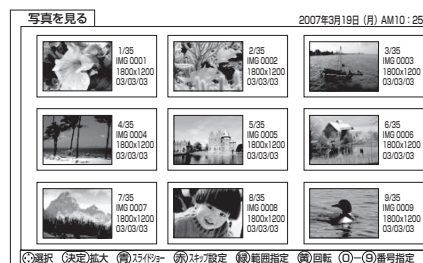 写真を見る
2007年3月19日 (月) AM10:25
1/35
IMG 0001
1800x1200
03/03/03
2/35
IMG 0002
1800x1200
03/03/03
3/35
IMG 0003
1800x1200
03/03/03
4/35
IMG 0004
1800x1200
03/03/03
5/35
IMG 0005
1800x1200
03/03/03
6/35
IMG 0006
1800x1200
03/03/03
7/35
IMG 0007
1800x1200
03/03/03
8/35
IMG 0008
1800x1200
03/03/03
9/35
IMG 0009
1800x1200
03/03/03
選択 決定拡大 青スライドショー 赤スキップ設定 緑範囲指定 黄回転 0-9番号指定